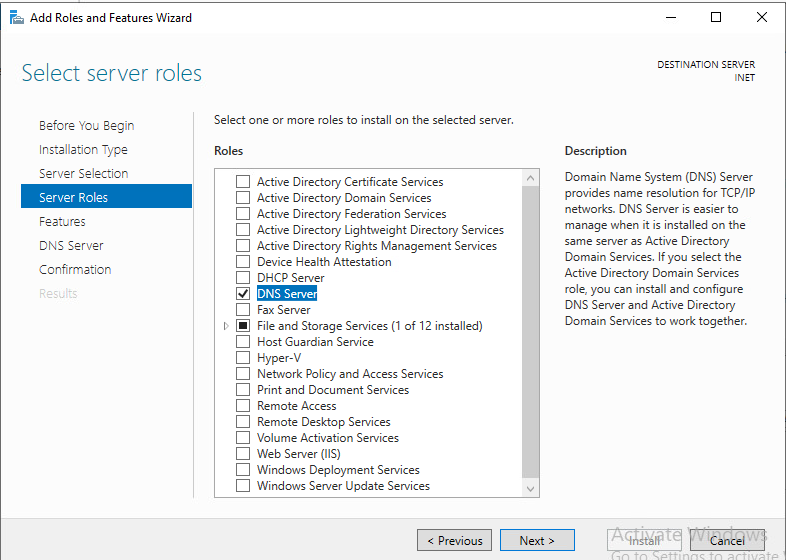 Add Roles and Features Wizard
Select server roles
DESTINATION SERVER
INET
Before You Begin
Installation Type
Server Selection
Server Roles
Features
DNS Server
Confirmation
Results
Select one or more roles to install on the selected server.
Roles
Active Directory Certificate Services
Active Directory Domain Services
Active Directory Federation Services
Active Directory Lightweight Directory Services
Active Directory Rights Management Services
Device Health Attestation
DHCP Server
DNS Server
Fax Server
File and Storage Services (1 of 12 installed)
Host Guardian Service
Hyper-V
Network Policy and Access Services
Print and Document Services
Remote Access
Remote Desktop Services
Volume Activation Services
Web Server (IIS)
Windows Deployment Services
Windows Server Update Services
Description
Domain Name System (DNS) Server
provides name resolution for TCP/IP
networks. DNS Server is easier to
manage when it is installed on the
same server as Active Directory
Domain Services. If you select the
Active Directory Domain Services
role, you can install and configure
DNS Server and Active Directory
Domain Services to work together.
< Previous
Next >
Install
Cancel
Activate Windows
Go to Settings to activate